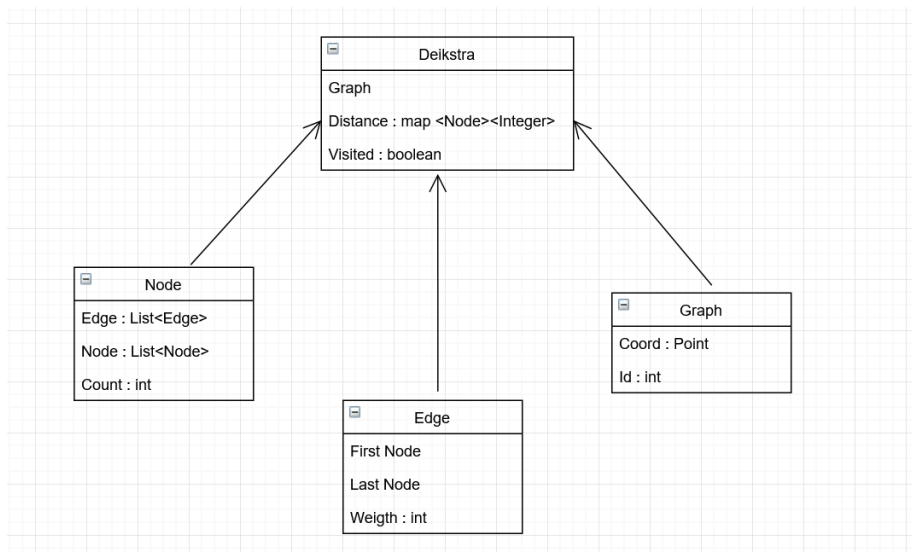 Deikstra
Graph
Distance : map <Node><Integer>
Visited : boolean
Node
Edge : List<Edge>
Node : List<Node>
Count : int
Edge
First Node
Last Node
Weigth : int
Graph
Coord : Point
Id : int